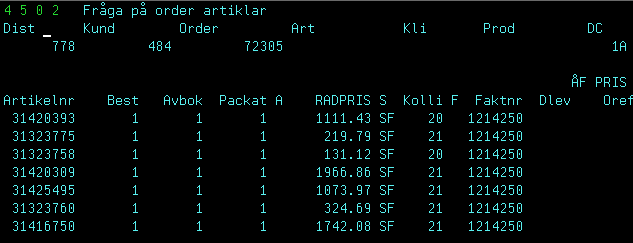 4 5 0 2 Fråga på order artiklar
Dist Kund Order Art Kli Prod DC
778 484 72305 1A
ÅF PRIS
Artikelnr Best Avbok Packat A RADPRIS S Kolli F Faktnr Dlev Oref
31420393 1 1 1 1111.43 SF 20 1214250
31323775 1 1 1 219.79 SF 21 1214250
31323758 1 1 1 131.12 SF 20 1214250
31420309 1 1 1 1966.86 SF 21 1214250
31425495 1 1 1 1073.97 SF 21 1214250
31323760 1 1 1 324.69 SF 21 1214250
31416750 1 1 1 1742.08 SF 21 1214250